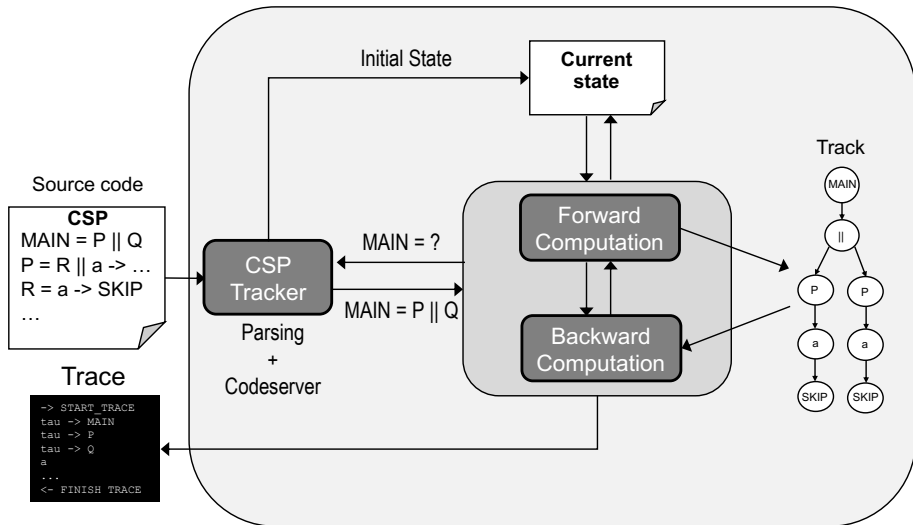 Initial State
Current
state
Track
MAIN
||
P
P
a
a
SKIP
SKIP
Source code
CSP
MAIN = P || Q
P = R || a -> …
R = a -> SKIP
…
CSP
Tracker
Parsing
+
Codeserver
MAIN = ?
MAIN = P || Q
Forward
Computation
Backward
Computation
Trace
-> START_TRACE
tau -> MAIN
tau -> P
tau -> Q
a
...
<- FINISH TRACE